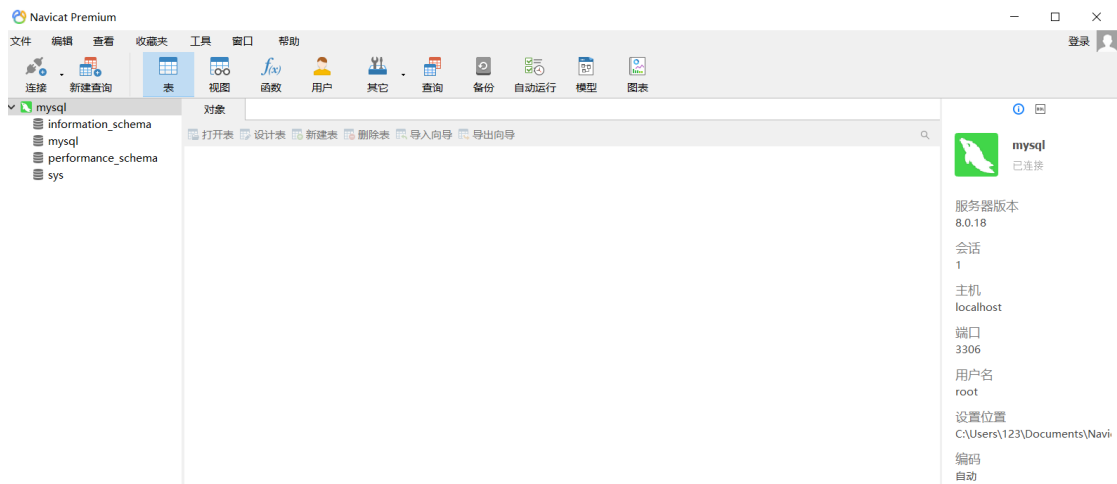 Navicat Premium
文件 编辑 查看 收藏夹 工具 窗口 帮助 登录
连接 新建查询 表 视图 函数 用户 其它 查询 备份 自动运行 模型 图表
f(x)
mysql
information_schema
mysql
performance_schema
sys
对象
打开表 设计表 新建表 删除表 导入向导 导出向导
mysql
已连接
服务器版本
8.0.18
会话
1
主机
localhost
端口
3306
用户名
root
设置位置
C:\Users\123\Documents\Navi
编码
自动